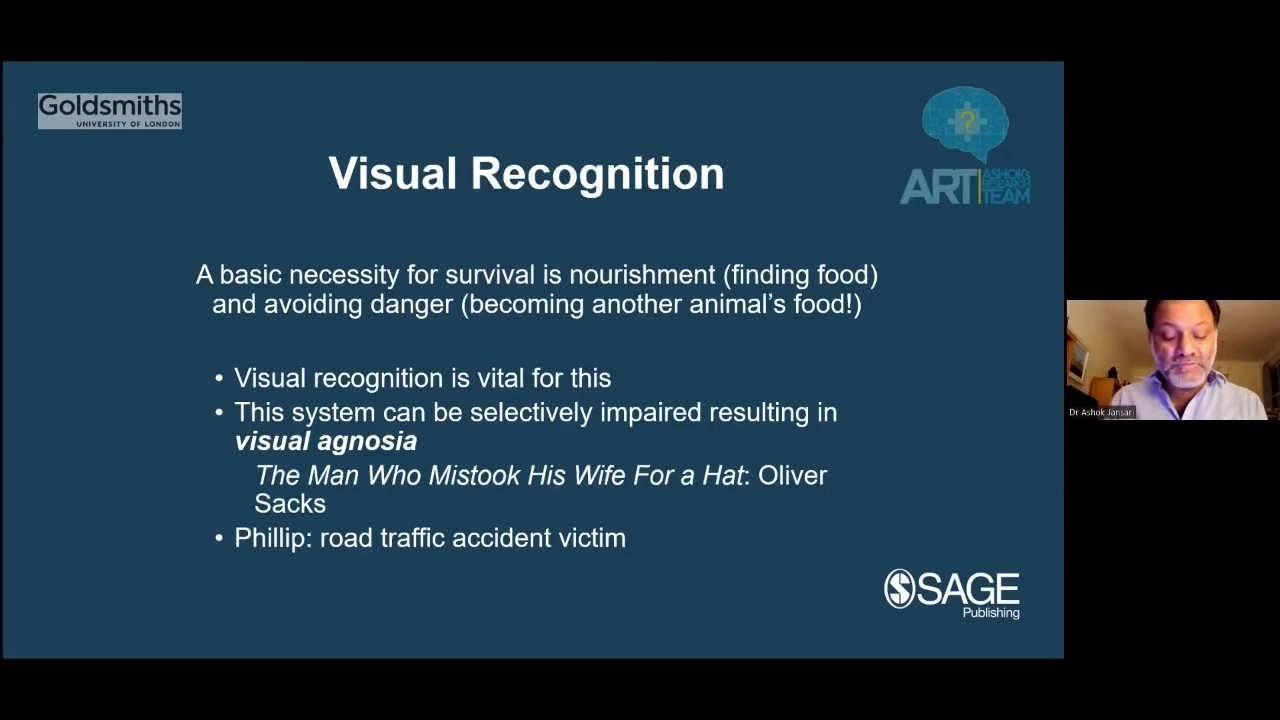 Goldsmiths
UNIVERSITY OF LONDON
?
ART
ASHOK'S
RESEARCH
TEAM
Visual Recognition
A basic necessity for survival is nourishment (finding food)
and avoiding danger (becoming another animal's food!)
• Visual recognition is vital for this
• This system can be selectively impaired resulting in
visual agnosia
The Man Who Mistook His Wife For a Hat: Oliver
Sacks
• Phillip: road traffic accident victim
Dr Ashok Jansari
SAGE
Publishing